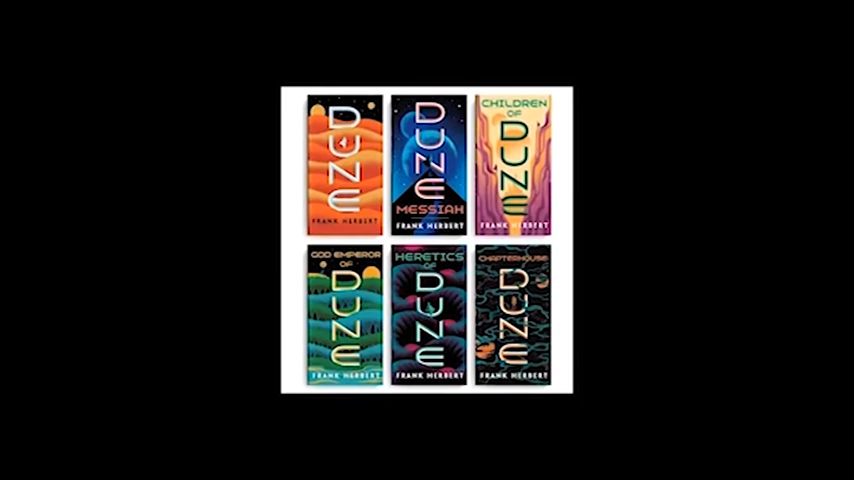 DUNE
FRANK HERBERT
DUNE
MESSIAH
FRANK HERBERT
CHILDREN
OF
DUNE
FRANK HERBERT
GOD EMPEROR
OF
DUNE
FRANK HERBERT
HERETICS
OF
DUNE
FRANK HERBERT
CHAPTERHOUSE:
DUNE
FRANK HERBERT